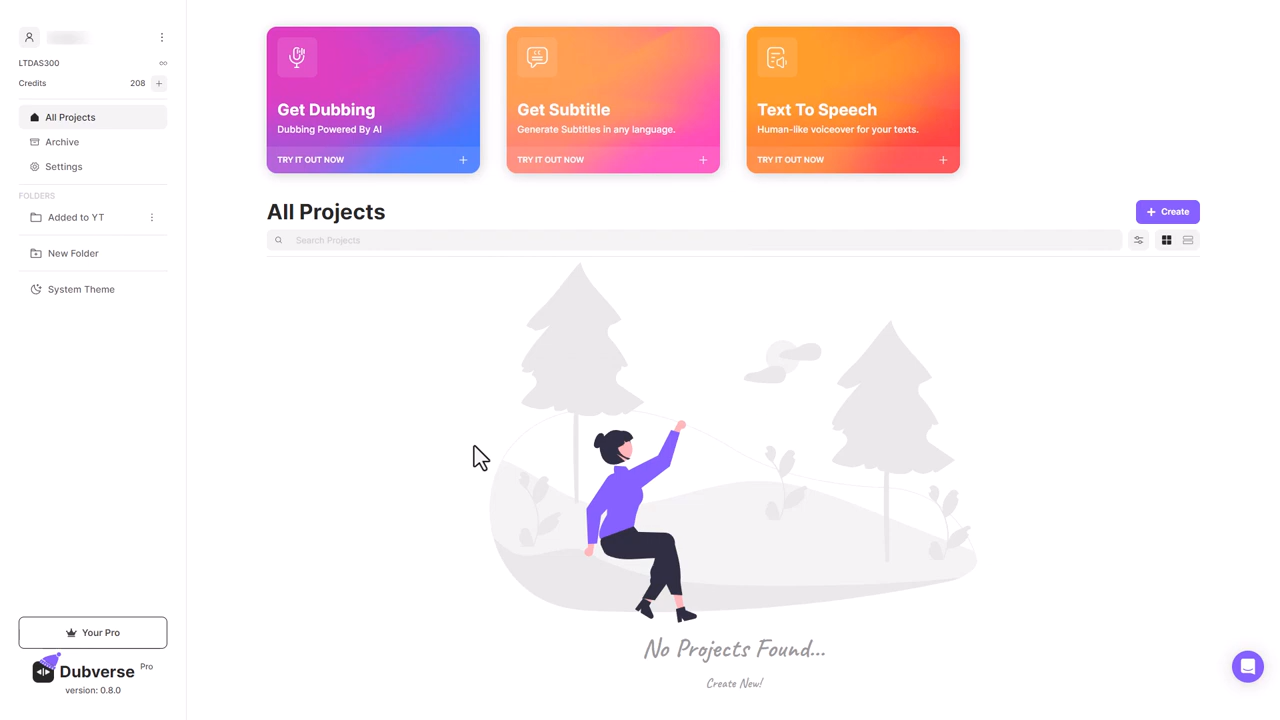 LTDAS300
Credits 208
All Projects
Archive
Settings
FOLDERS
Added to YT
New Folder
System Theme
Your Pro
Dubverse Pro
version: 0.8.0
Get Dubbing
Dubbing Powered By AI
TRY IT OUT NOW
Get Subtitle
Generate Subtitles in any language.
TRY IT OUT NOW
Text To Speech
Human-like voiceover for your texts.
TRY IT OUT NOW
All Projects
Create
Search Projects
No Projects Found...
Create New!